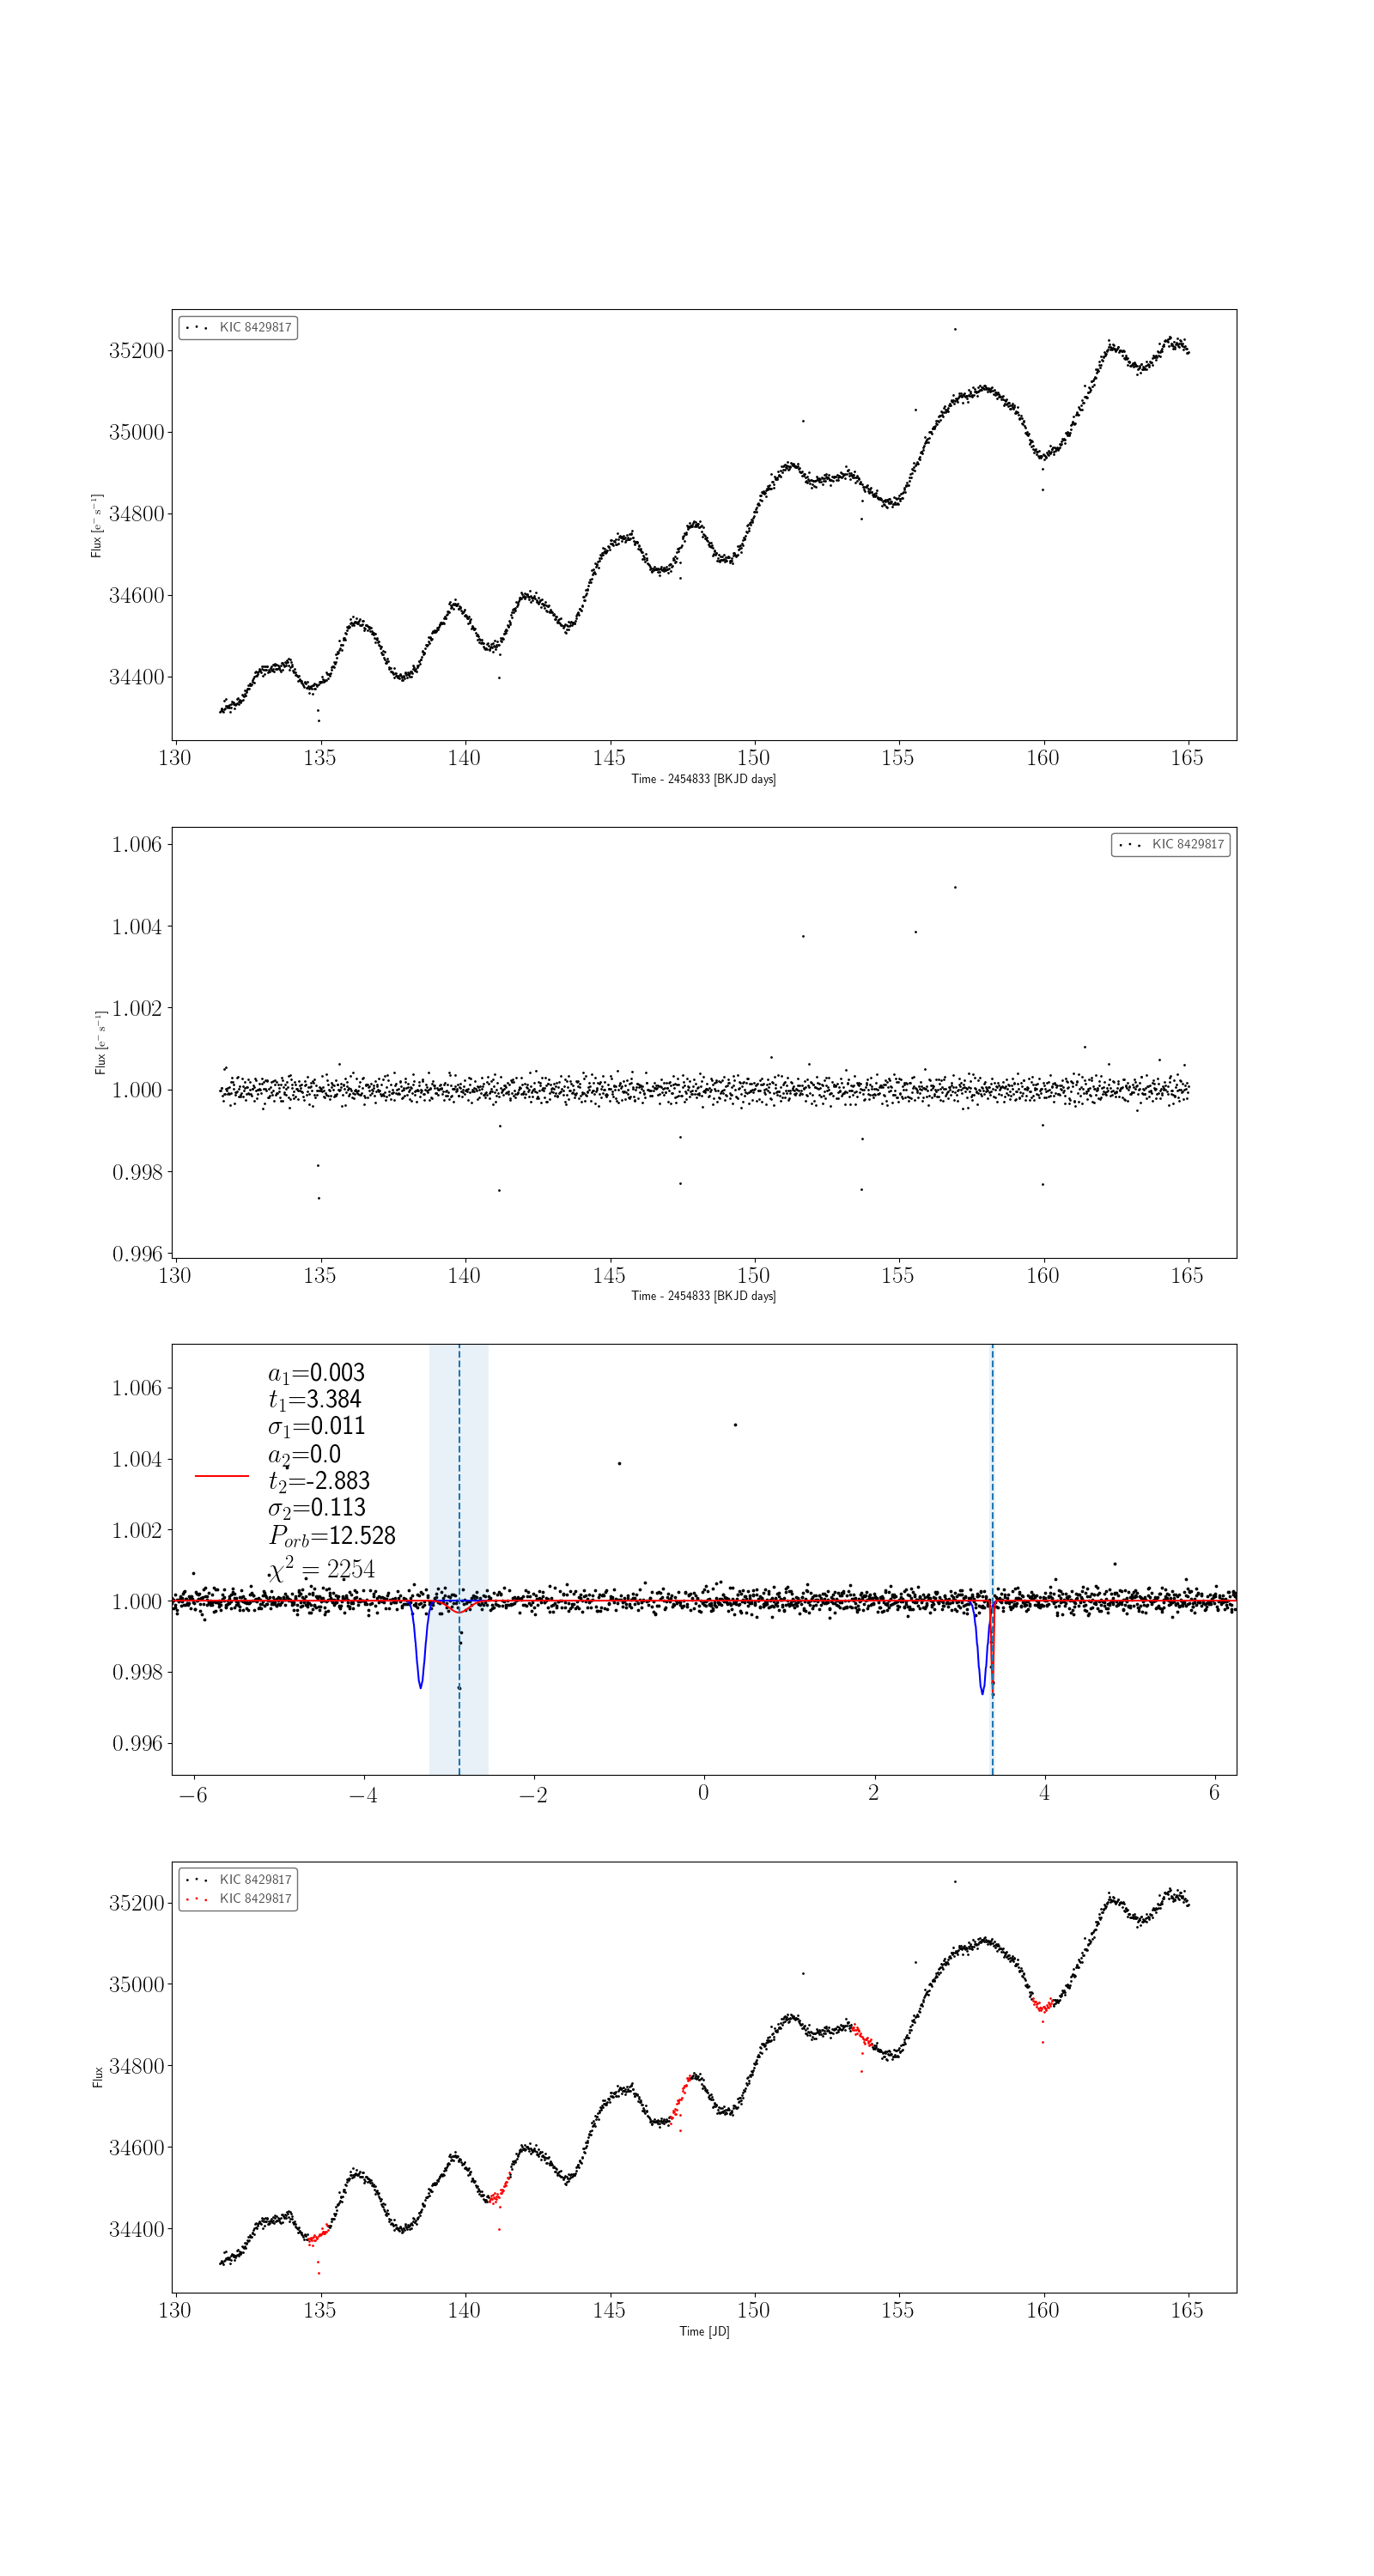 KIC 8429817
35200
35000
34800
34600
34400
Flux [e⁻ s⁻¹]
130 135 140 145 150 155 160 165
Time - 2454833 [BKJD days]
KIC 8429817
1.006
1.004
1.002
1.000
0.998
0.996
Flux [e⁻ s⁻¹]
130 135 140 145 150 155 160 165
Time - 2454833 [BKJD days]
a₁=0.003
t₁=3.384
σ₁=0.011
a₂=0.0
t₂=-2.883
σ₂=0.113
Pₒᵣb=12.528
χ² = 2254
1.006
1.004
1.002
1.000
0.998
0.996
−6 −4 −2 0 2 4 6
KIC 8429817
KIC 8429817
35200
35000
34800
34600
34400
Flux
130 135 140 145 150 155 160 165
Time [JD]